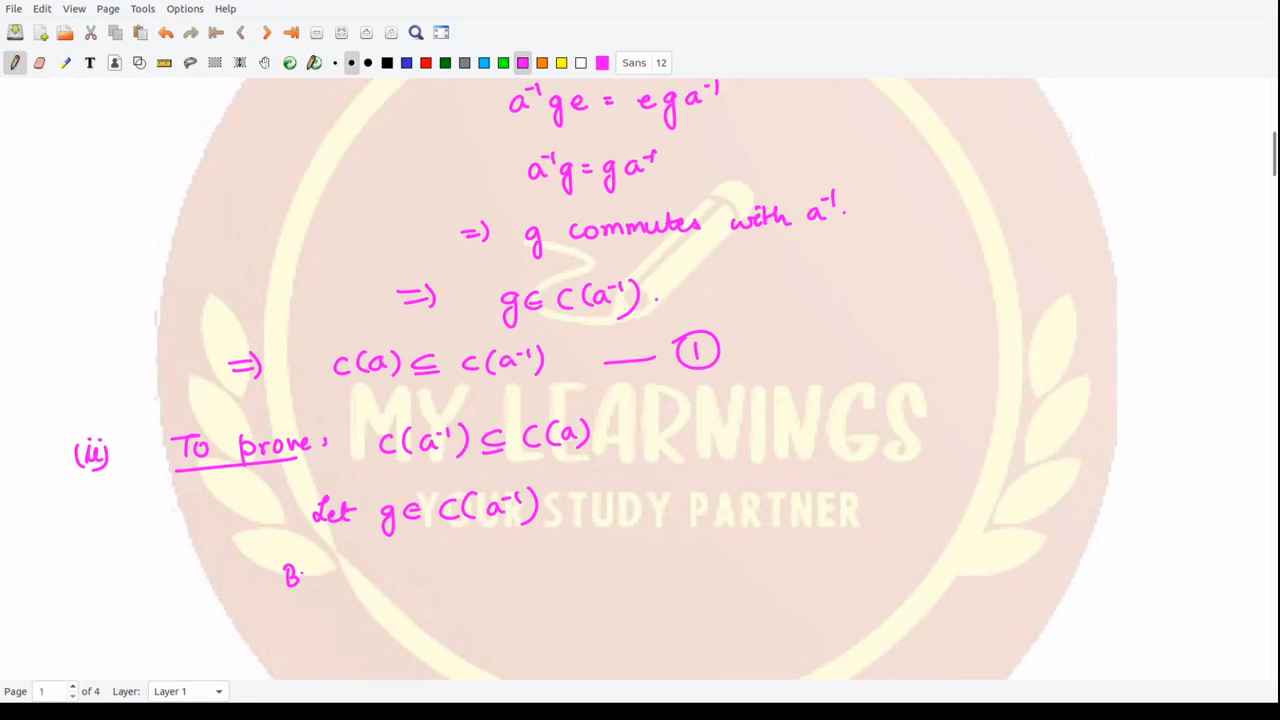 File Edit View Page Tools Options Help
Sans 12
a⁻¹ge = ega⁻¹
a⁻¹g = ga⁻¹
=> g commutes with a⁻¹.
=> g ∈ C(a⁻¹).
=> C(a) ⊆ C(a⁻¹) — ①
(ii) To prove, C(a⁻¹) ⊆ C(a)
Let g ∈ C(a⁻¹)
B
MY LEARNINGS
YOUR STUDY PARTNER
Page 1 of 4 Layer: Layer 1